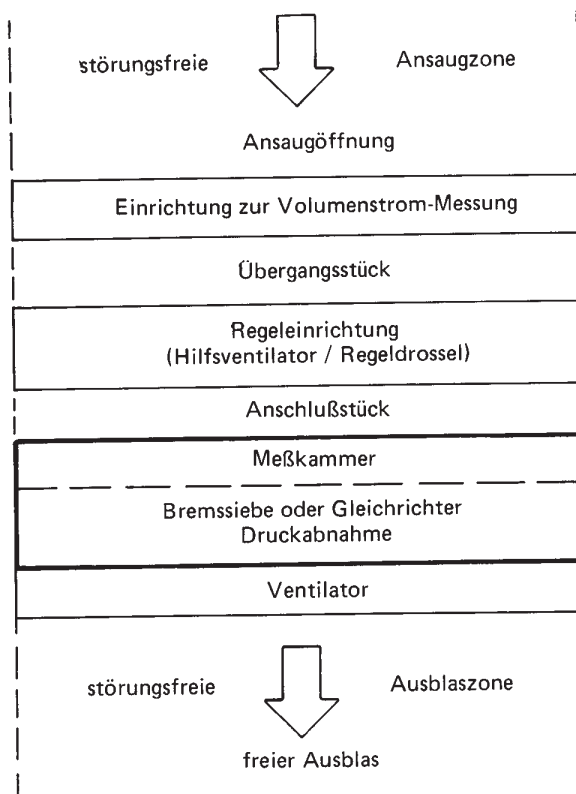 störungsfreie Ansaugzone
Ansaugöffnung
Einrichtung zur Volumenstrom-Messung
Übergangsstück
Regeleinrichtung
(Hilfsventilator / Regeldrossel)
Anschlußstück
Meßkammer
Bremssiebe oder Gleichrichter
Druckabnahme
Ventilator
störungsfreie Ausblaszone
freier Ausblas